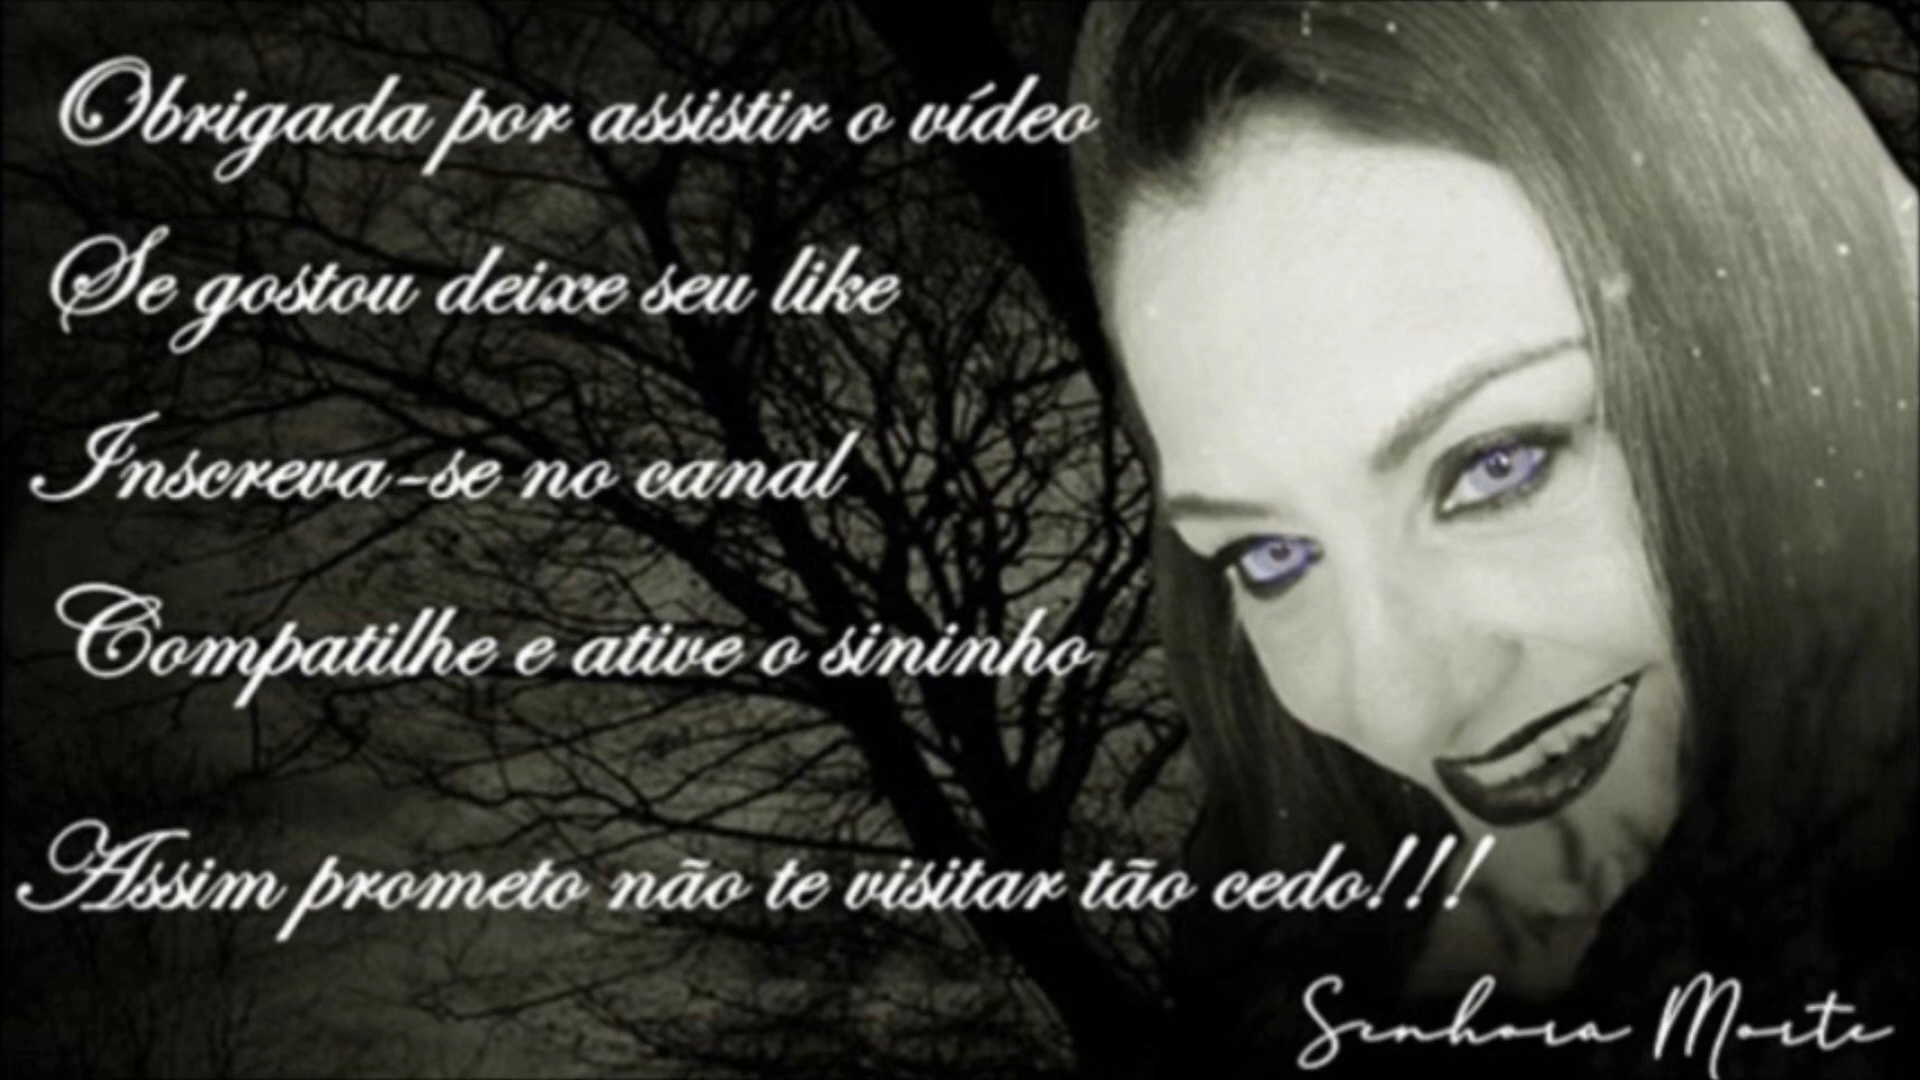 Obrigada por assistir o vídeo
Se gostou deixe seu like
Inscreva-se no canal
Compatilhe e ative o sininho
Assim prometo não te visitar tão cedo!!!
Senhora Morte